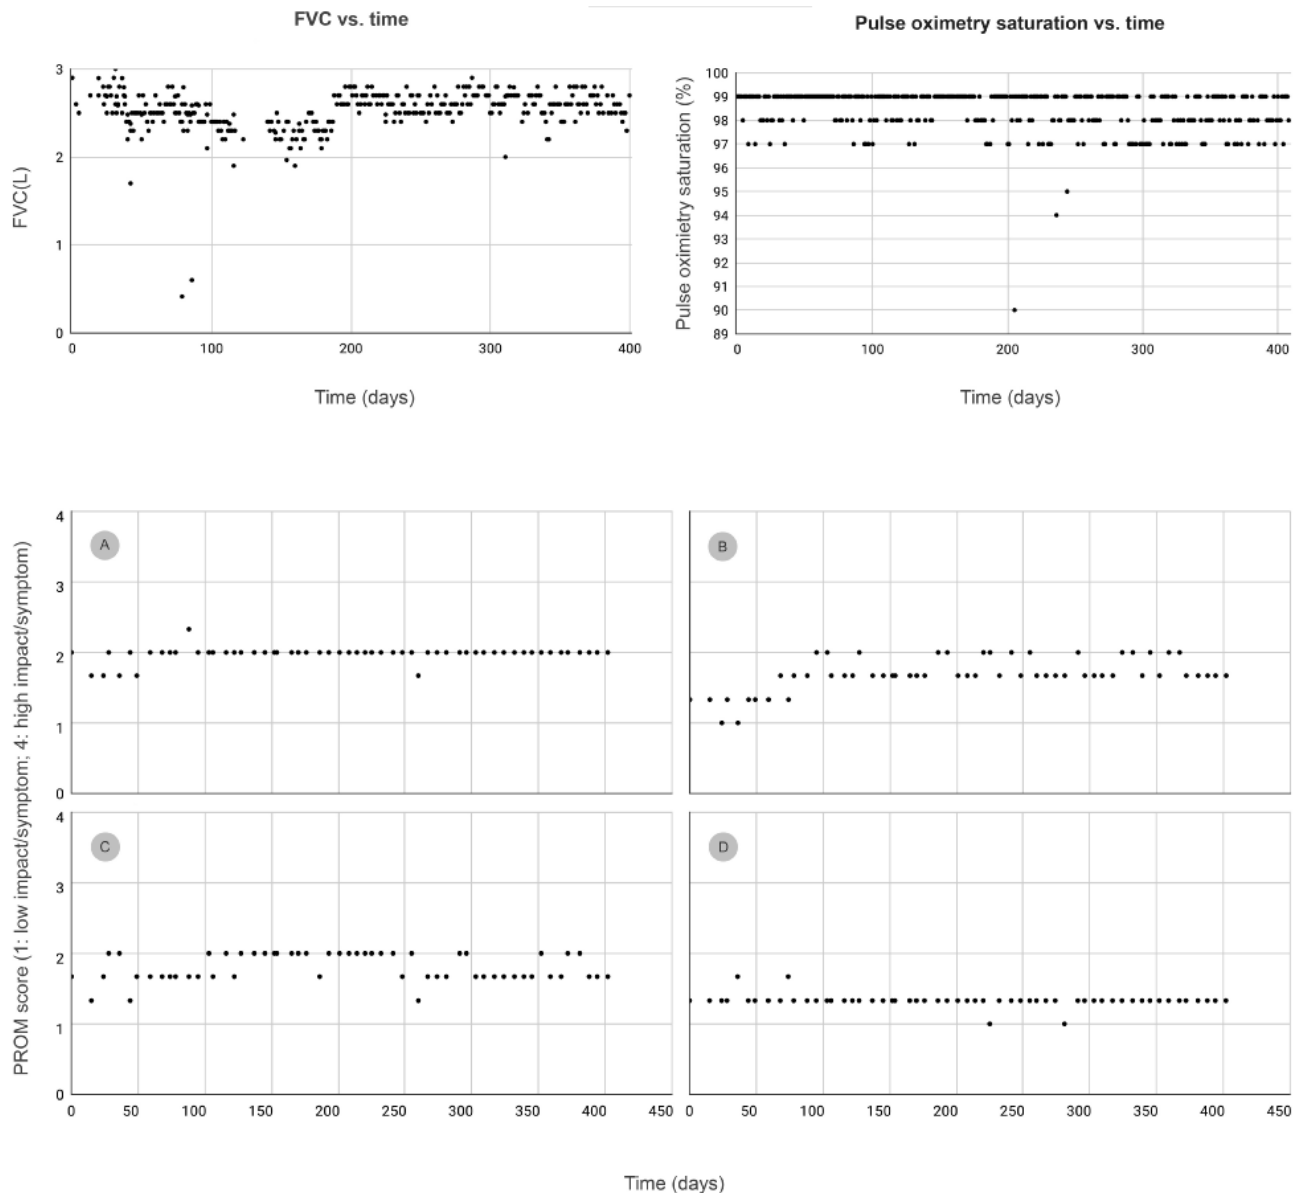 FVC vs. time
Pulse oximetry saturation vs. time
FVC(L)
3
2
1
0
0 100 200 300 400
Time (days)
Pulse oximietry saturation (%)
100
99
98
97
96
95
94
93
92
91
90
89
0 100 200 300 400
Time (days)
PROM score (1: low impact/symptom; 4: high impact/symptom)
A
B
4
3
2
1
0
C
D
4
3
2
1
0
0 50 100 150 200 250 300 350 400 450
0 50 100 150 200 250 300 350 400 450
Time (days)